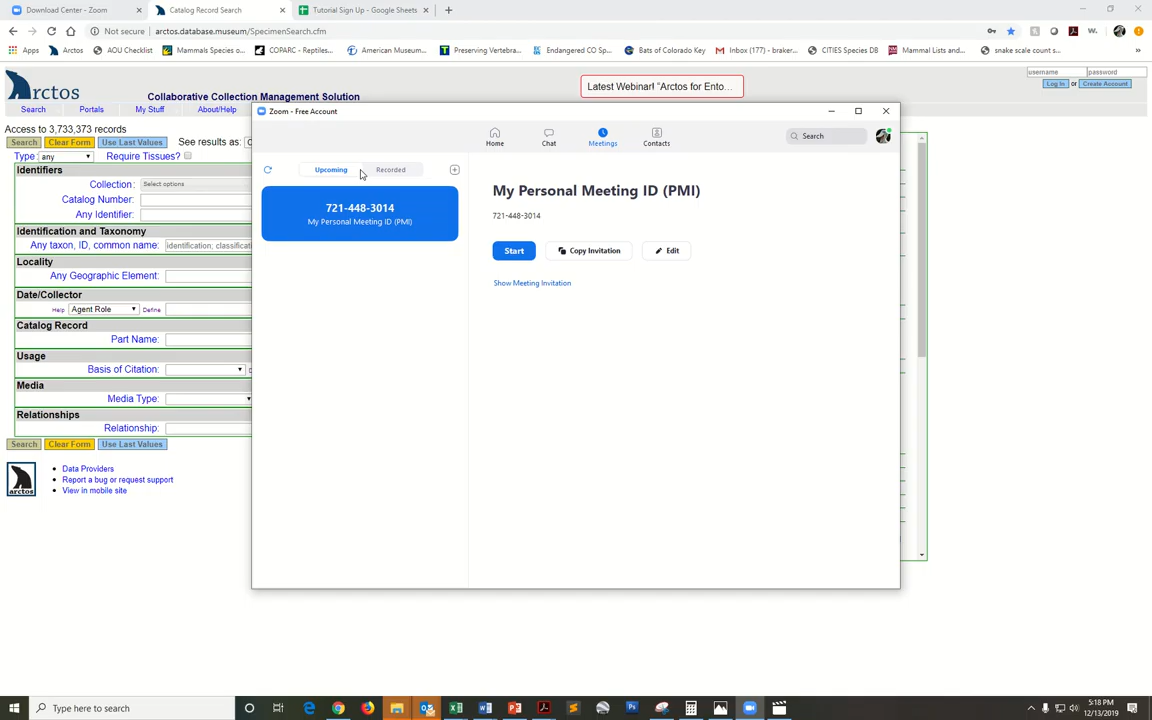 Download Center - Zoom
Catalog Record Search
Tutorial Sign Up - Google Sheets
Not secure | arctos.database.museum/SpecimenSearch.cfm
Apps
Arctos
AOU Checklist
Mammals Species o...
COPARC - Reptiles...
American Museum...
Preserving Vertebra...
Endangered CO Sp...
Bats of Colorado Key
Inbox (177) - braker...
CITIES Species DB
Mammal Lists and...
snake scale count s...
arctos
Collaborative Collection Management Solution
Latest Webinar! "Arctos for Ento...
username
password
Log In or Create Account
Search
Portals
My Stuff
About/Help
Access to 3,733,373 records
Search
Clear Form
Use Last Values
See results as:
Type: any
Require Tissues?
Identifiers
Collection: Select options
Catalog Number:
Any Identifier:
Identification and Taxonomy
Any taxon, ID, common name: identification; classificati
Locality
Any Geographic Element:
Date/Collector
Help Agent Role Define
Catalog Record
Part Name:
Usage
Basis of Citation:
Media
Media Type:
Relationships
Relationship:
Search
Clear Form
Use Last Values
arctos
Data Providers
Report a bug or request support
View in mobile site
Zoom - Free Account
Home
Chat
Meetings
Contacts
Search
Upcoming
Recorded
721-448-3014
My Personal Meeting ID (PMI)
My Personal Meeting ID (PMI)
721-448-3014
Start
Copy Invitation
Edit
Show Meeting Invitation
Type here to search
5:18 PM
12/13/2019